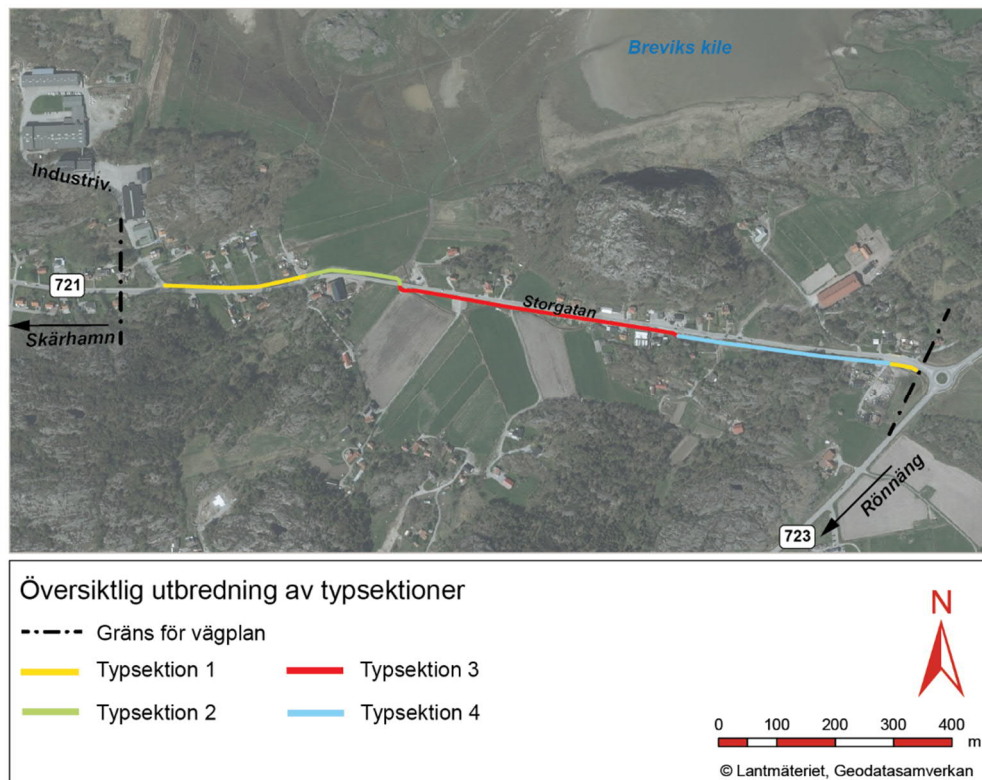 Breviks kile
Industriv.
721
Skärhamn
Storgatan
Rönnäng
723
Översiktlig utbredning av typsektioner
Gräns för vägplan
Typsektion 1
Typsektion 3
Typsektion 2
Typsektion 4
N
0 100 200 300 400
m
© Lantmäteriet, Geodatasamverkan